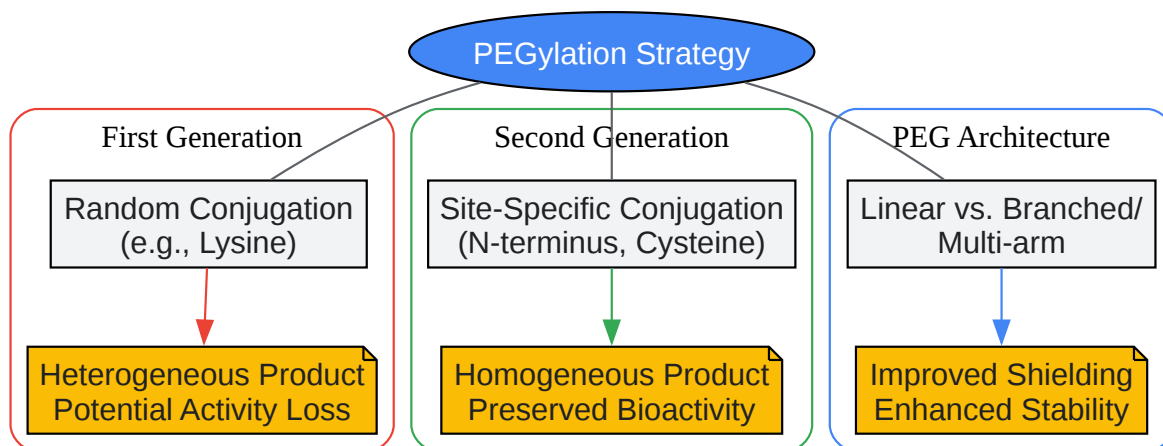 PEGylation Strategy
First Generation
Random Conjugation
(e.g., Lysine)
Heterogeneous Product
Potential Activity Loss
Second Generation
Site-Specific Conjugation
(N-terminus, Cysteine)
Homogeneous Product
Preserved Bioactivity
PEG Architecture
Linear vs. Branched/
Multi-arm
Improved Shielding
Enhanced Stability